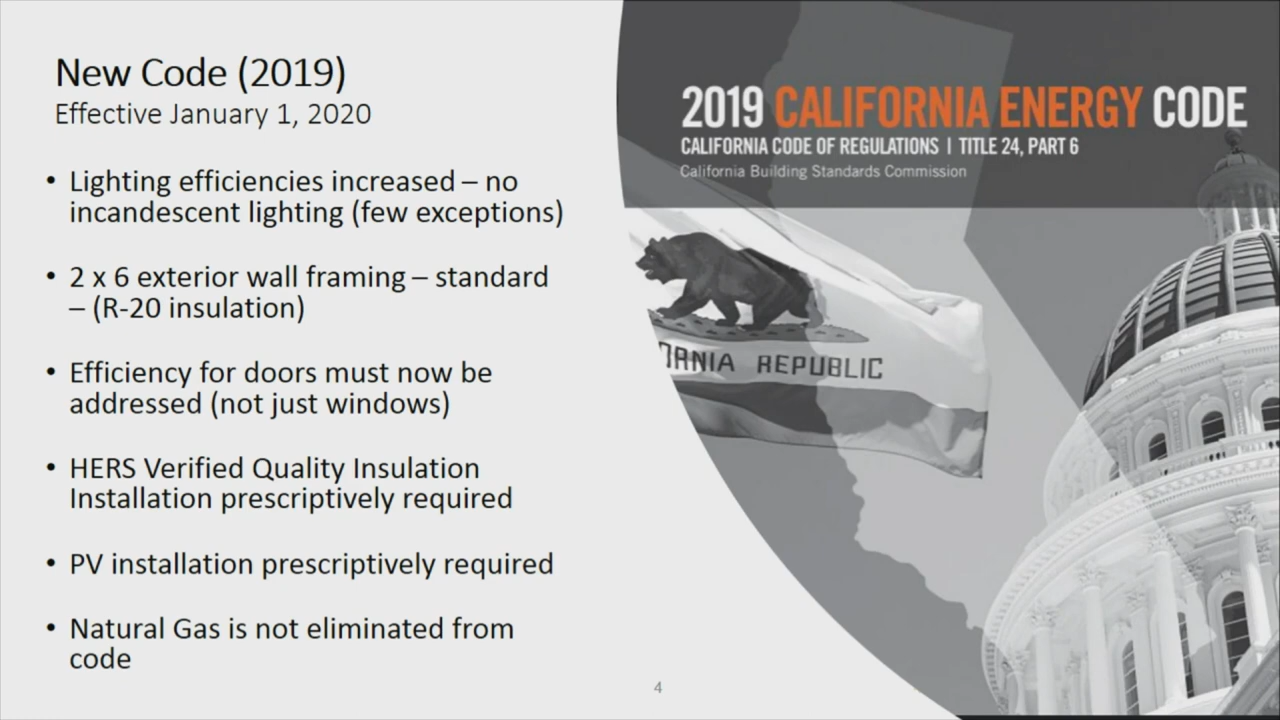 New Code (2019)
Effective January 1, 2020
• Lighting efficiencies increased – no
incandescent lighting (few exceptions)
• 2 x 6 exterior wall framing – standard
– (R-20 insulation)
• Efficiency for doors must now be
addressed (not just windows)
• HERS Verified Quality Insulation
Installation prescriptively required
• PV installation prescriptively required
• Natural Gas is not eliminated from
code
2019 CALIFORNIA ENERGY CODE
CALIFORNIA CODE OF REGULATIONS | TITLE 24, PART 6
California Building Standards Commission
ORNIA REPUBLIC
4